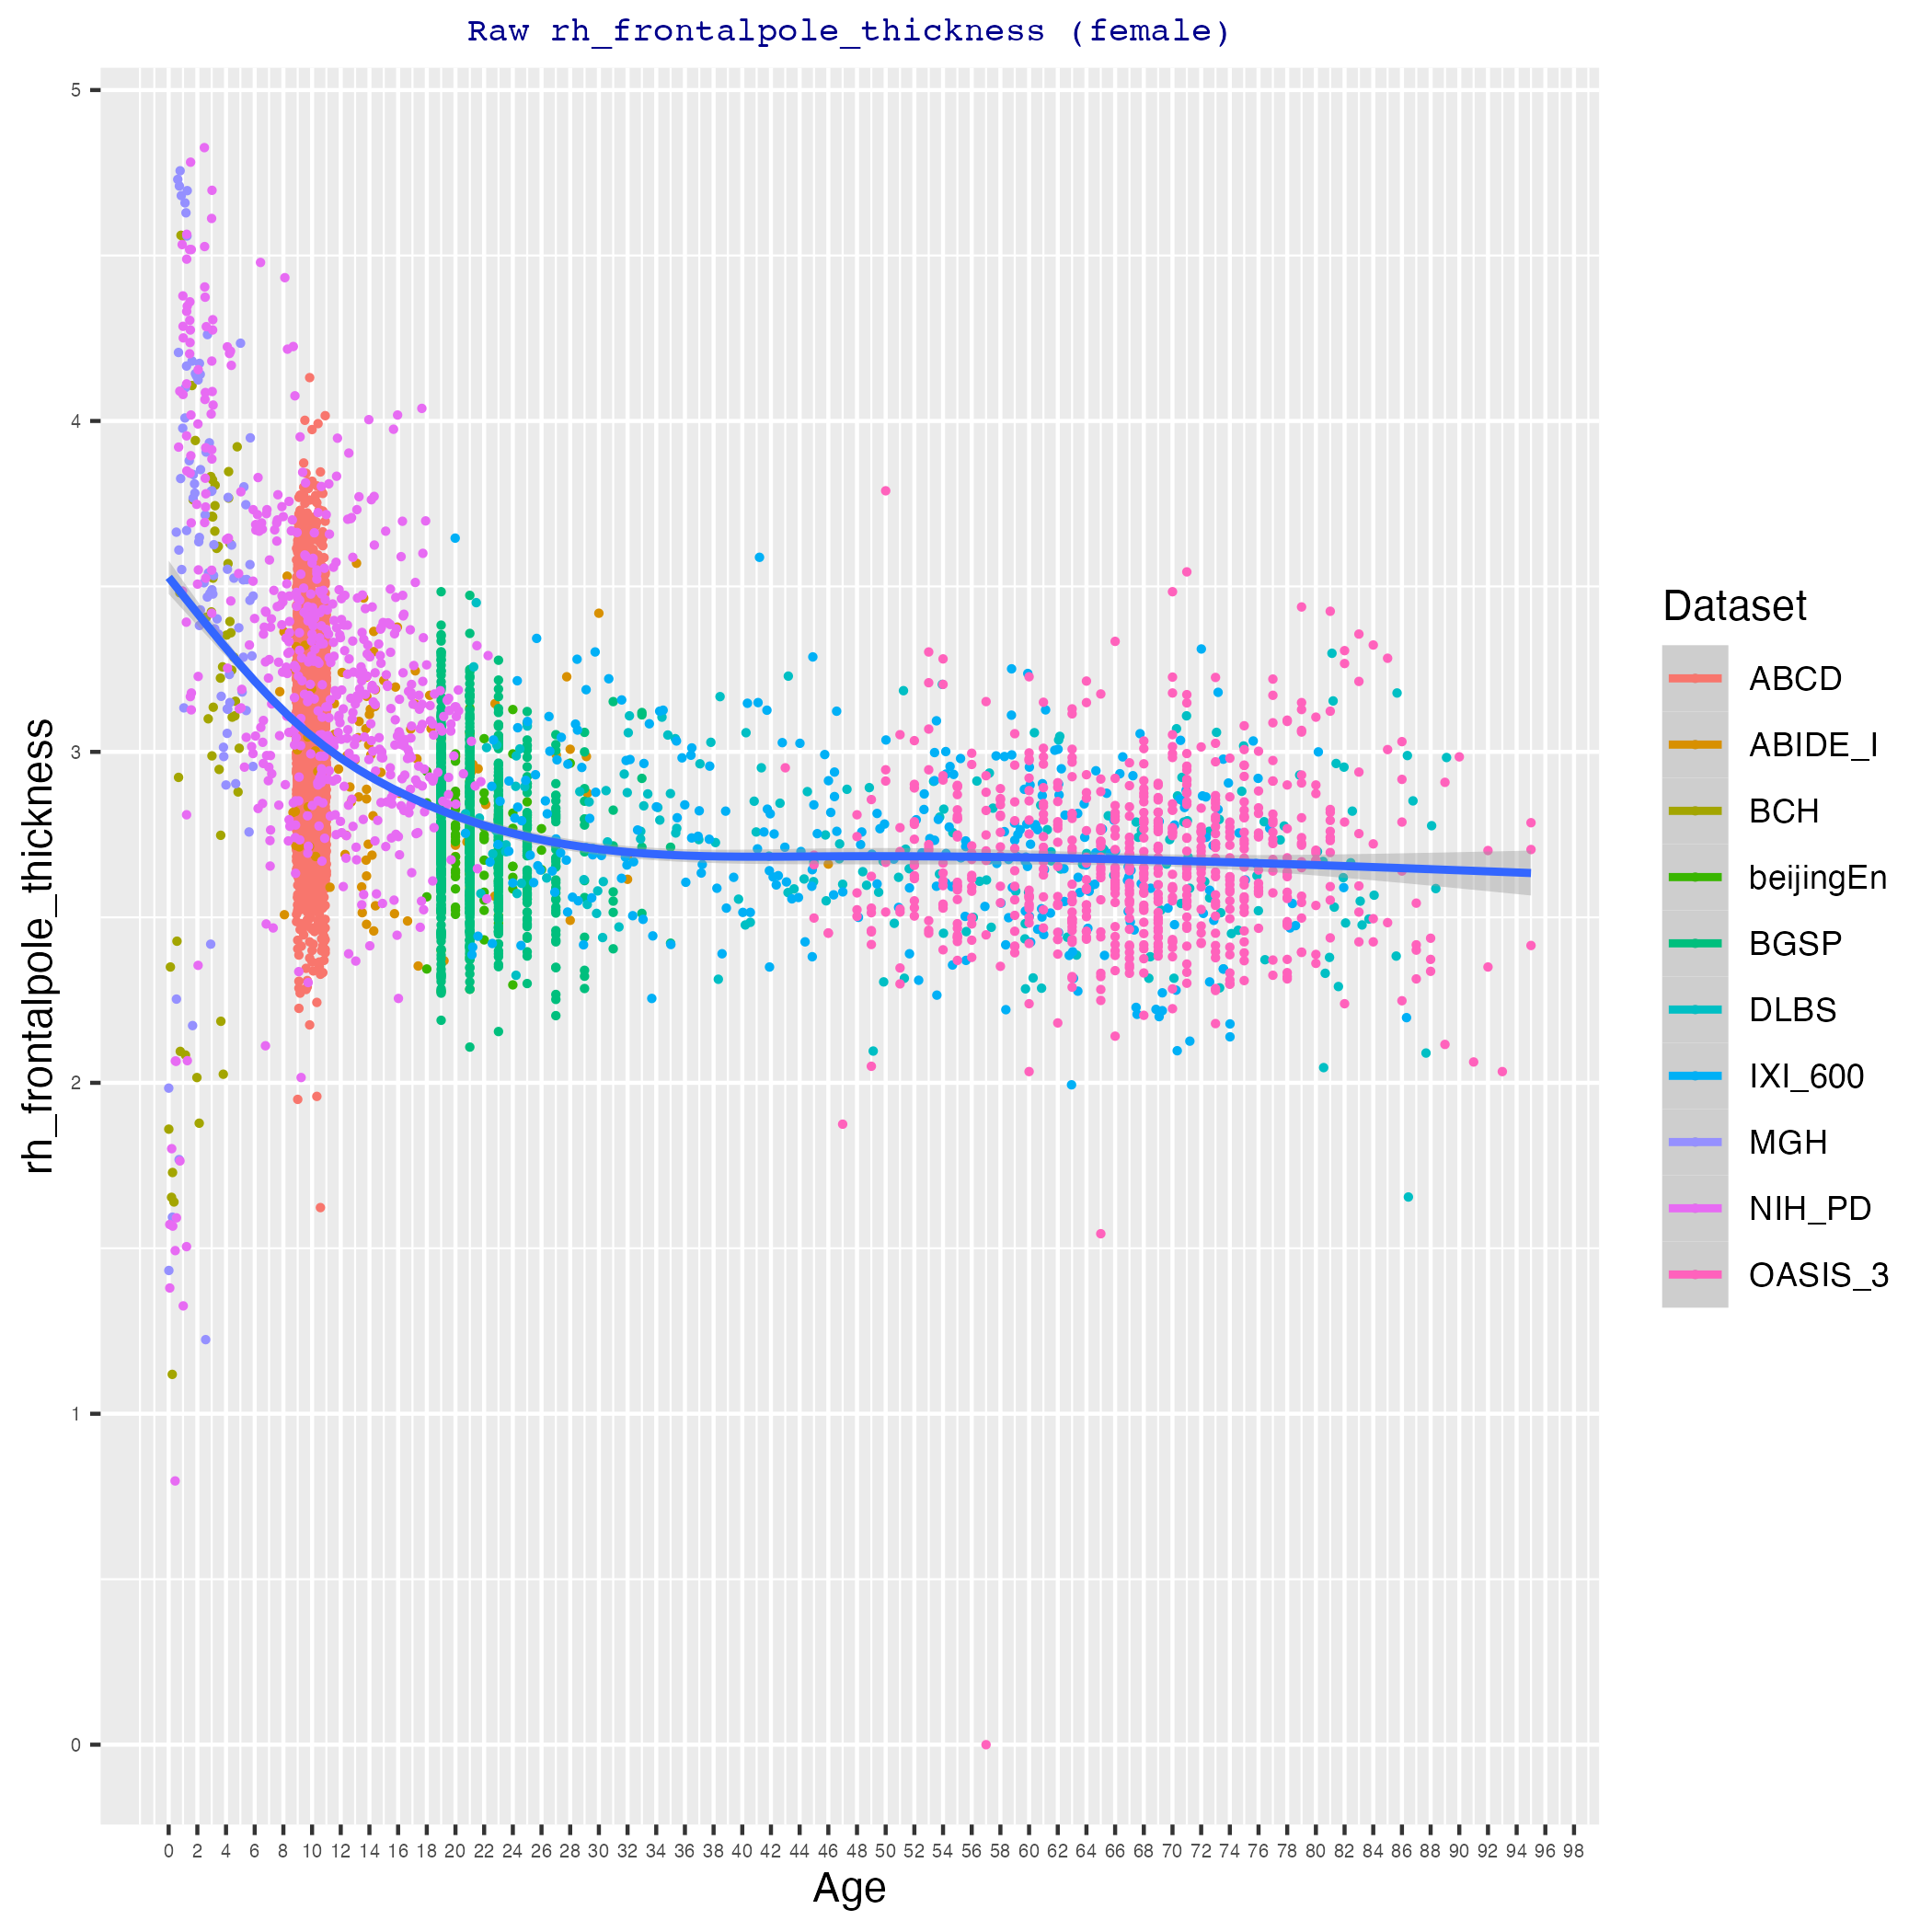 Raw rh_frontalpole_thickness (female)
5
4
3
2
1
0
rh_frontalpole_thickness
0 2 4 6 8 10 12 14 16 18 20 22 24 26 28 30 32 34 36 38 40 42 44 46 48 50 52 54 56 58 60 62 64 66 68 70 72 74 76 78 80 82 84 86 88 90 92 94 96 98
Age
Dataset
ABCD
ABIDE_I
BCH
beijingEn
BGSP
DLBS
IXI_600
MGH
NIH_PD
OASIS_3